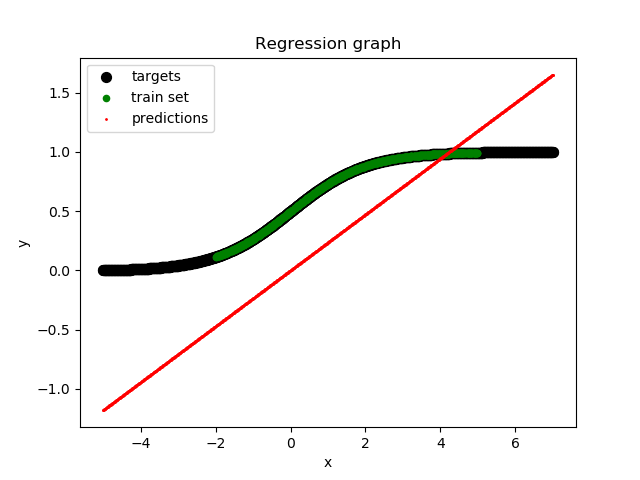 Regression graph
targets
train set
predictions
1.5
1.0
0.5
0.0
−0.5
−1.0
y
−4 −2 0 2 4 6
x